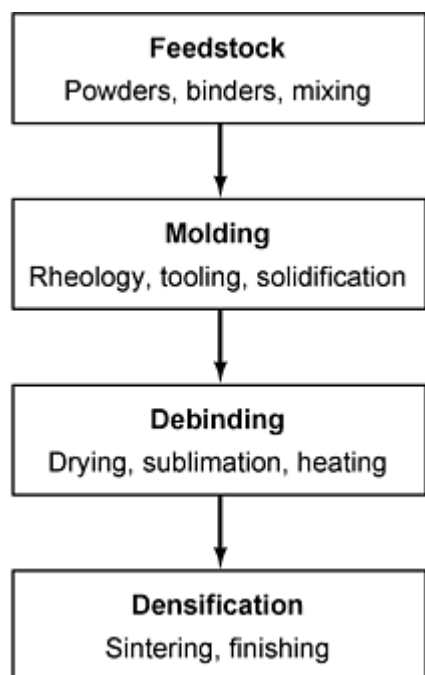 Feedstock
Powders, binders, mixing
Molding
Rheology, tooling, solidification
Debinding
Drying, sublimation, heating
Densification
Sintering, finishing